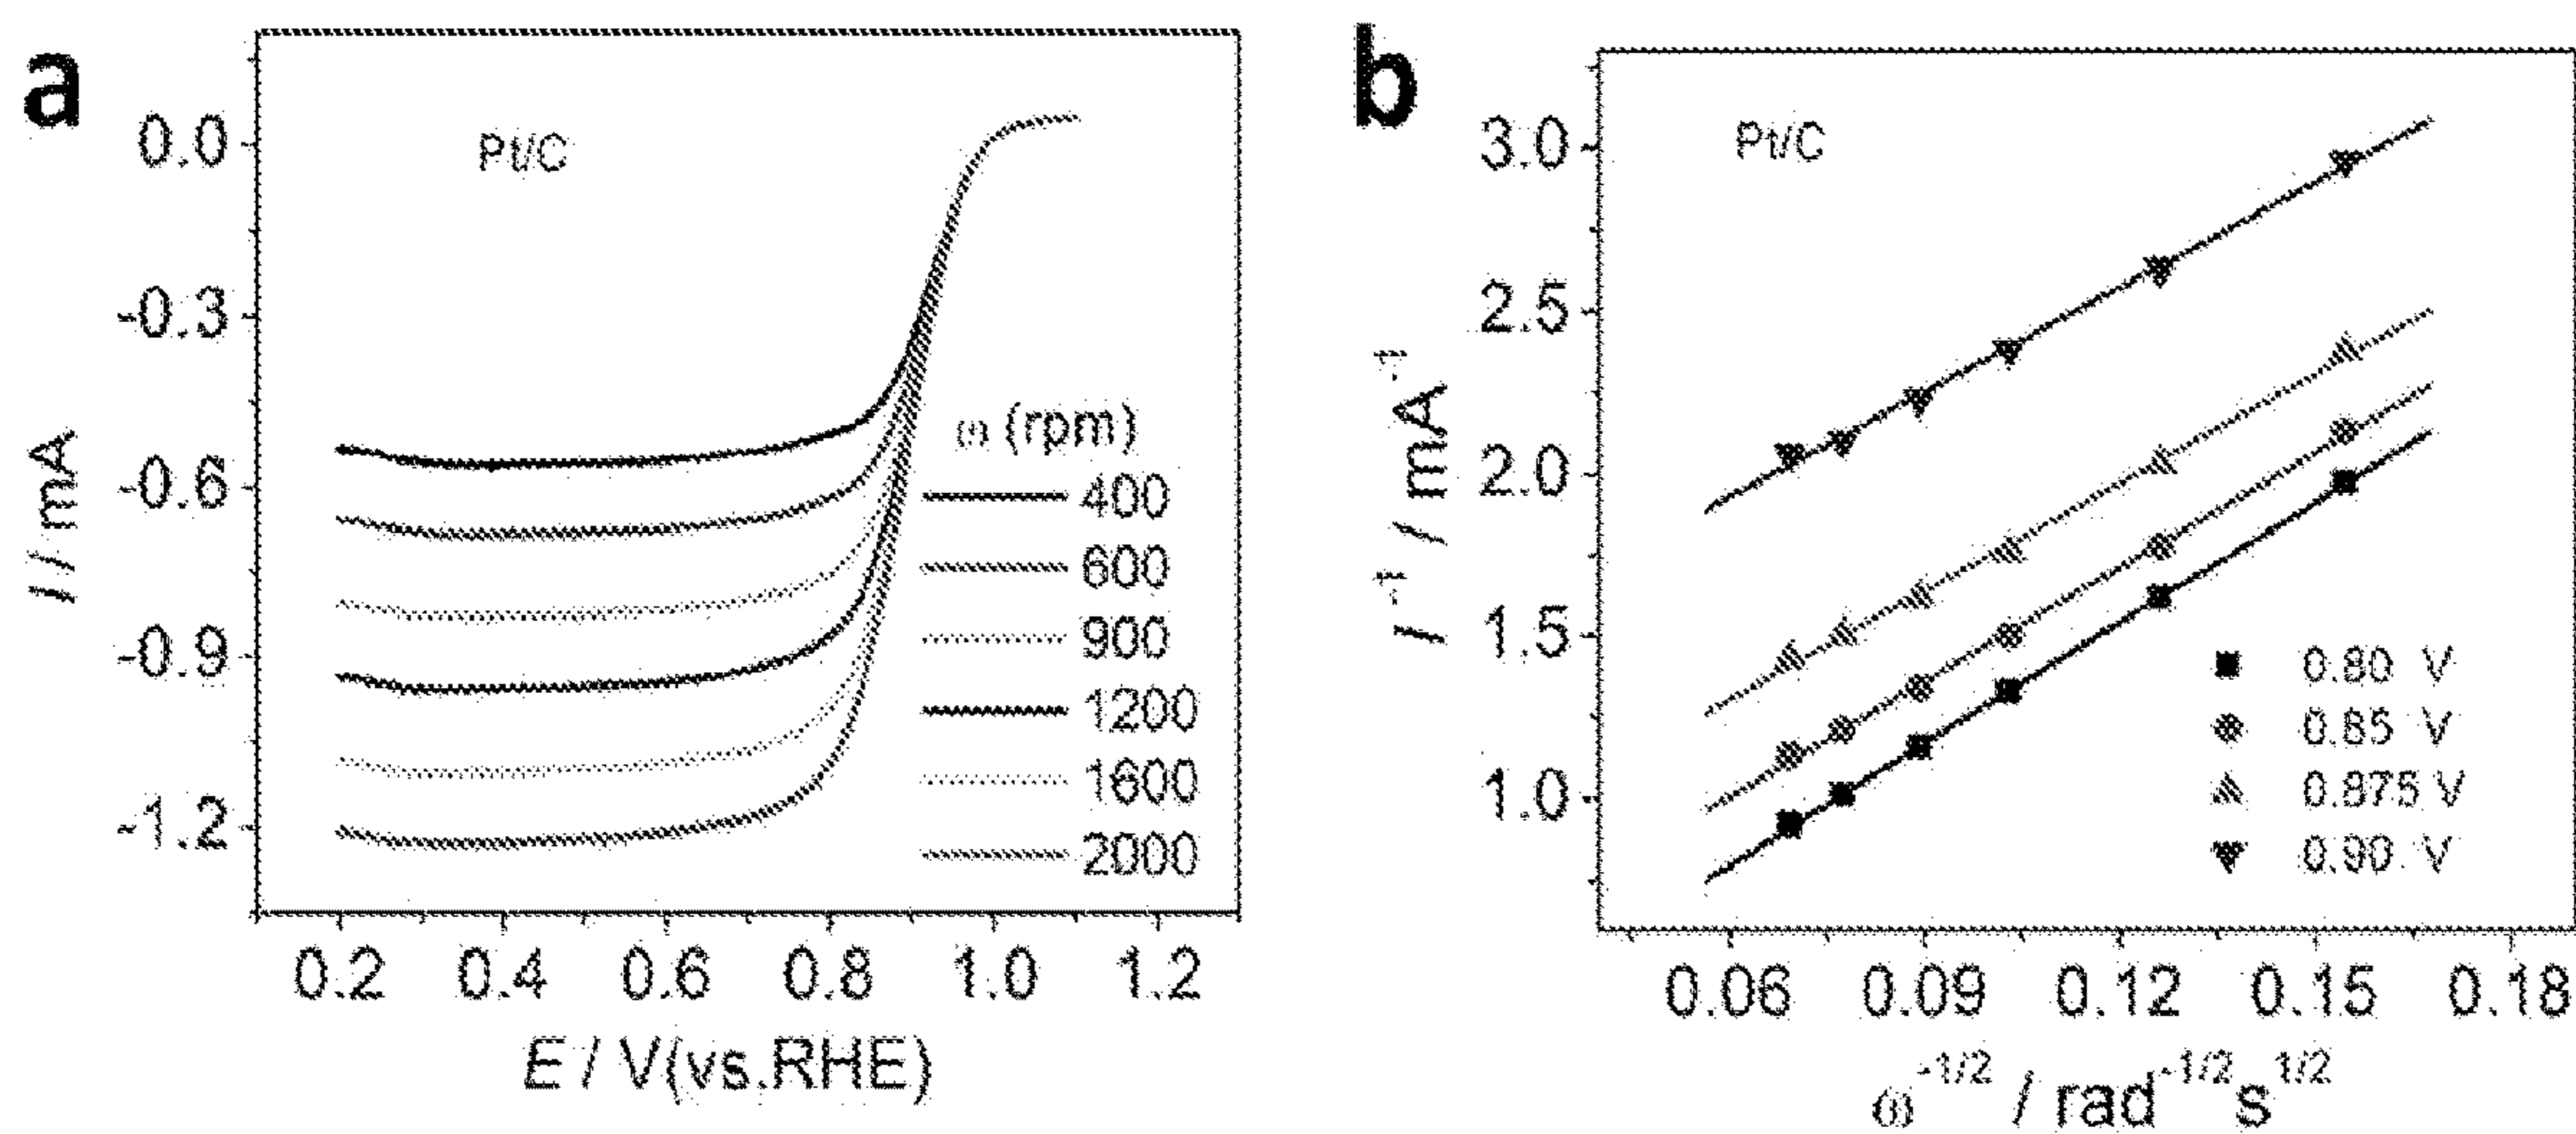 a
Pt/C
0.0
-0.3
-0.6
-0.9
-1.2
I / mA
ω (rpm)
400
600
900
1200
1600
2000
0.2 0.4 0.6 0.8 1.0 1.2
E / V(vs.RHE)
b
Pt/C
3.0
2.5
2.0
1.5
1.0
I⁻¹ / mA⁻¹
0.80 V
0.85 V
0.875 V
0.90 V
0.06 0.09 0.12 0.15 0.18
ω⁻¹/² / rad⁻¹/²s¹/²